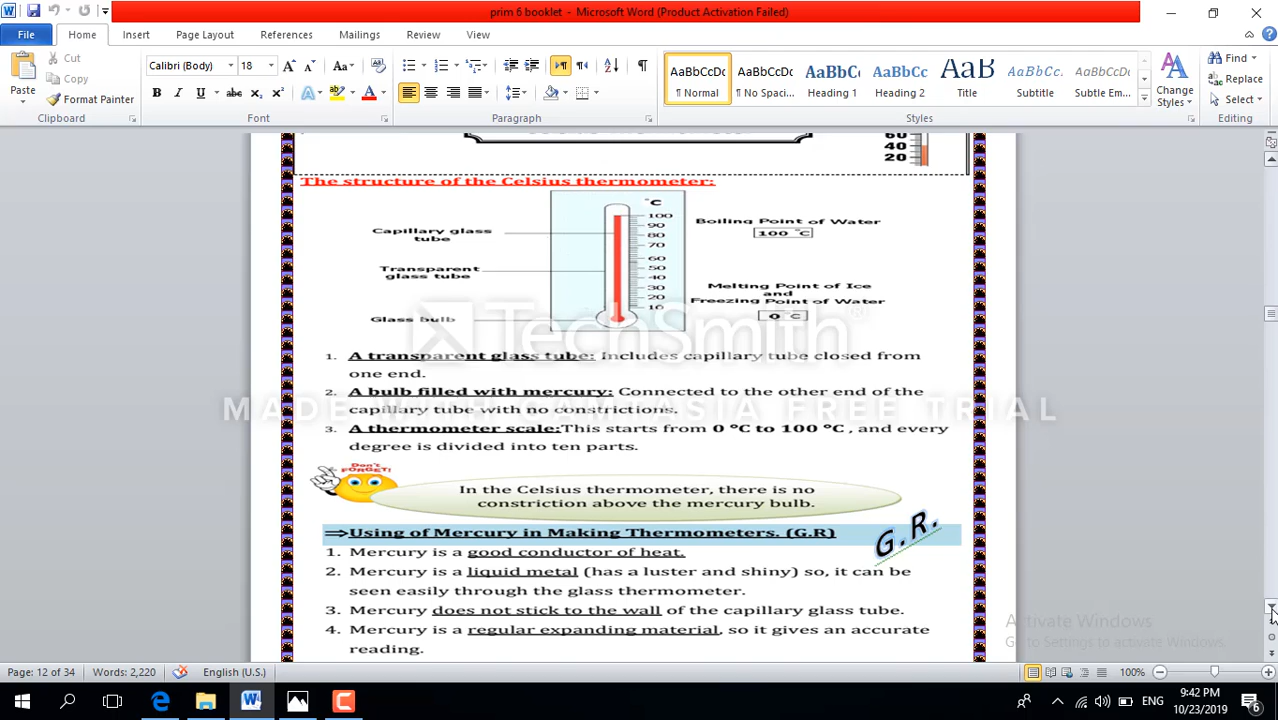 prim 6 booklet - Microsoft Word (Product Activation Failed)
File Home Insert Page Layout References Mailings Review View
Cut
Copy
Format Painter
Paste
Clipboard
Calibri (Body) 18
Font
Paragraph
AaBbCcDc AaBbCcDc AaBbC AaBbCc AaB AaBbCc. AaBbCcDc
¶ Normal ¶ No Spaci... Heading 1 Heading 2 Title Subtitle Subtle Em...
Change Styles
Styles
Find
Replace
Select
Editing
60
40
20
The structure of the Celsius thermometer:
°C
100
90
80
70
60
50
40
30
20
10
Capillary glass
tube
Transparent
glass tube
Glass bulb
Boiling Point of Water
100 °C
Melting Point of Ice
and
Freezing Point of Water
0 °C
TechSmith
MADE WITH CAMTASIA FREE TRIAL
1. A transparent glass tube: Includes capillary tube closed from
one end.
2. A bulb filled with mercury: Connected to the other end of the
capillary tube with no constrictions.
3. A thermometer scale:This starts from 0 °C to 100 °C , and every
degree is divided into ten parts.
Don't
FORGET!
In the Celsius thermometer, there is no
constriction above the mercury bulb.
⇒Using of Mercury in Making Thermometers. (G.R)
G.R.
1. Mercury is a good conductor of heat.
2. Mercury is a liquid metal (has a luster and shiny) so, it can be
seen easily through the glass thermometer.
3. Mercury does not stick to the wall of the capillary glass tube.
4. Mercury is a regular expanding material, so it gives an accurate
reading.
Activate Windows
Go to Settings to activate Windows.
Page: 12 of 34 Words: 2,220 English (U.S.) 100%
ENG 9:42 PM
10/23/2019 6